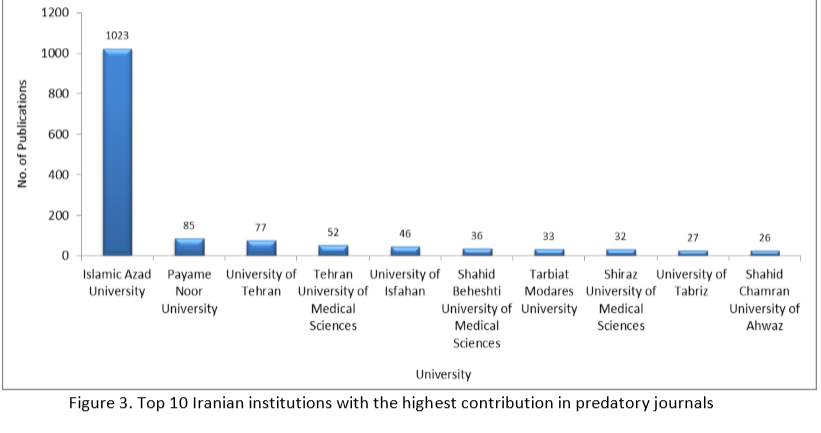 1200
1000
800
600
400
200
0
No. of Publications
1023
85
77
52
46
36
33
32
27
26
Islamic Azad
University
Payame
Noor
University
University of
Tehran
Tehran
University of
Medical
Sciences
University of
Isfahan
Shahid
Beheshti
University of
Medical
Sciences
Tarbiat
Modares
University
Shiraz
University of
Medical
Sciences
University of
Tabriz
Shahid
Chamran
University of
Ahwaz
University
Figure 3. Top 10 Iranian institutions with the highest contribution in predatory journals